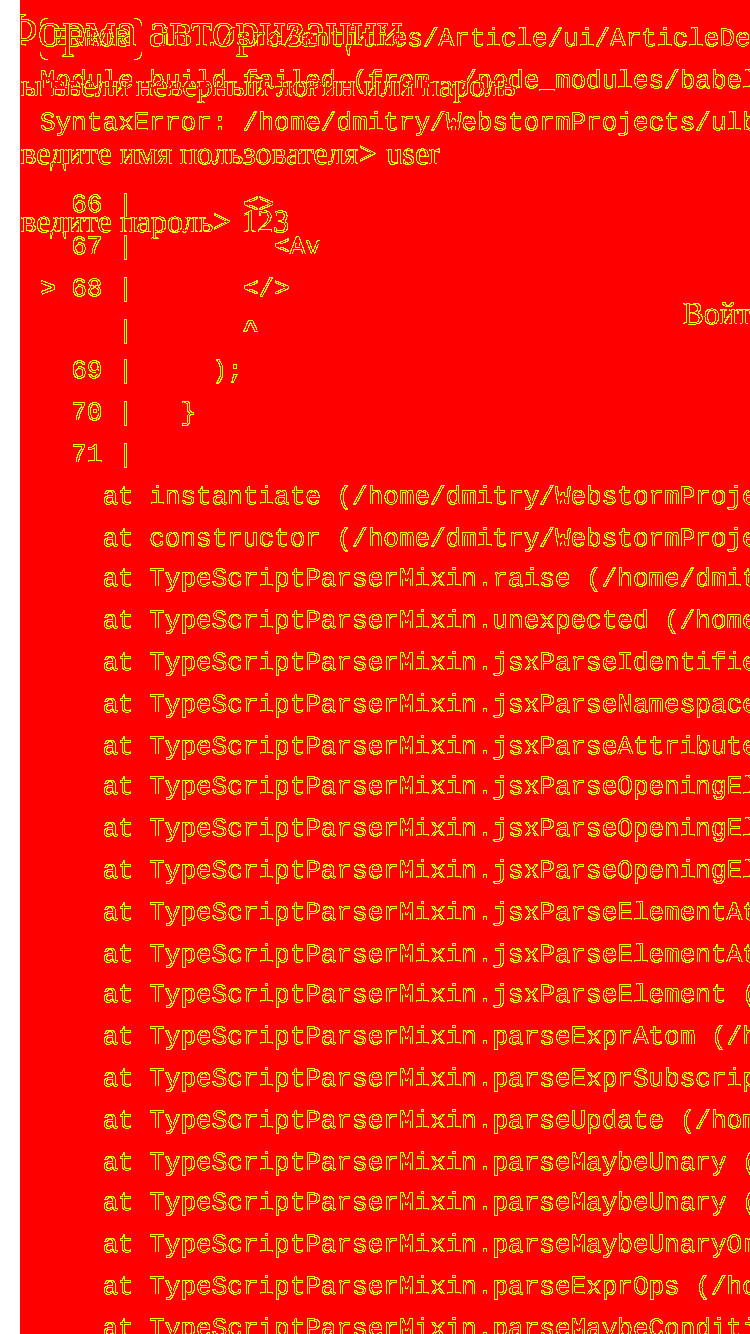 Форма авторизации
ERROR in ./src/entities/Article/ui/ArticleDe
Module build failed (from ./node_modules/babel
ы ввели неверный логин или пароль
SyntaxError: /home/dmitry/WebstormProjects/ulb
ведите имя пользователя> user
66 | <>
ведите пароль> 123
67 | <Av
> 68 | </>
| ^
Войт
69 | );
70 | }
71 |
at instantiate (/home/dmitry/WebstormProje
at constructor (/home/dmitry/WebstormProje
at TypeScriptParserMixin.raise (/home/dmit
at TypeScriptParserMixin.unexpected (/home
at TypeScriptParserMixin.jsxParseIdentifie
at TypeScriptParserMixin.jsxParseNamespace
at TypeScriptParserMixin.jsxParseAttribute
at TypeScriptParserMixin.jsxParseOpeningEl
at TypeScriptParserMixin.jsxParseOpeningEl
at TypeScriptParserMixin.jsxParseOpeningEl
at TypeScriptParserMixin.jsxParseElementAt
at TypeScriptParserMixin.jsxParseElementAt
at TypeScriptParserMixin.jsxParseElement (
at TypeScriptParserMixin.parseExprAtom (/h
at TypeScriptParserMixin.parseExprSubscrip
at TypeScriptParserMixin.parseUpdate (/hom
at TypeScriptParserMixin.parseMaybeUnary (
at TypeScriptParserMixin.parseMaybeUnary (
at TypeScriptParserMixin.parseMaybeUnaryOr
at TypeScriptParserMixin.parseExprOps (/ho
at TypeScriptParserMixin.parseMaybeConditi